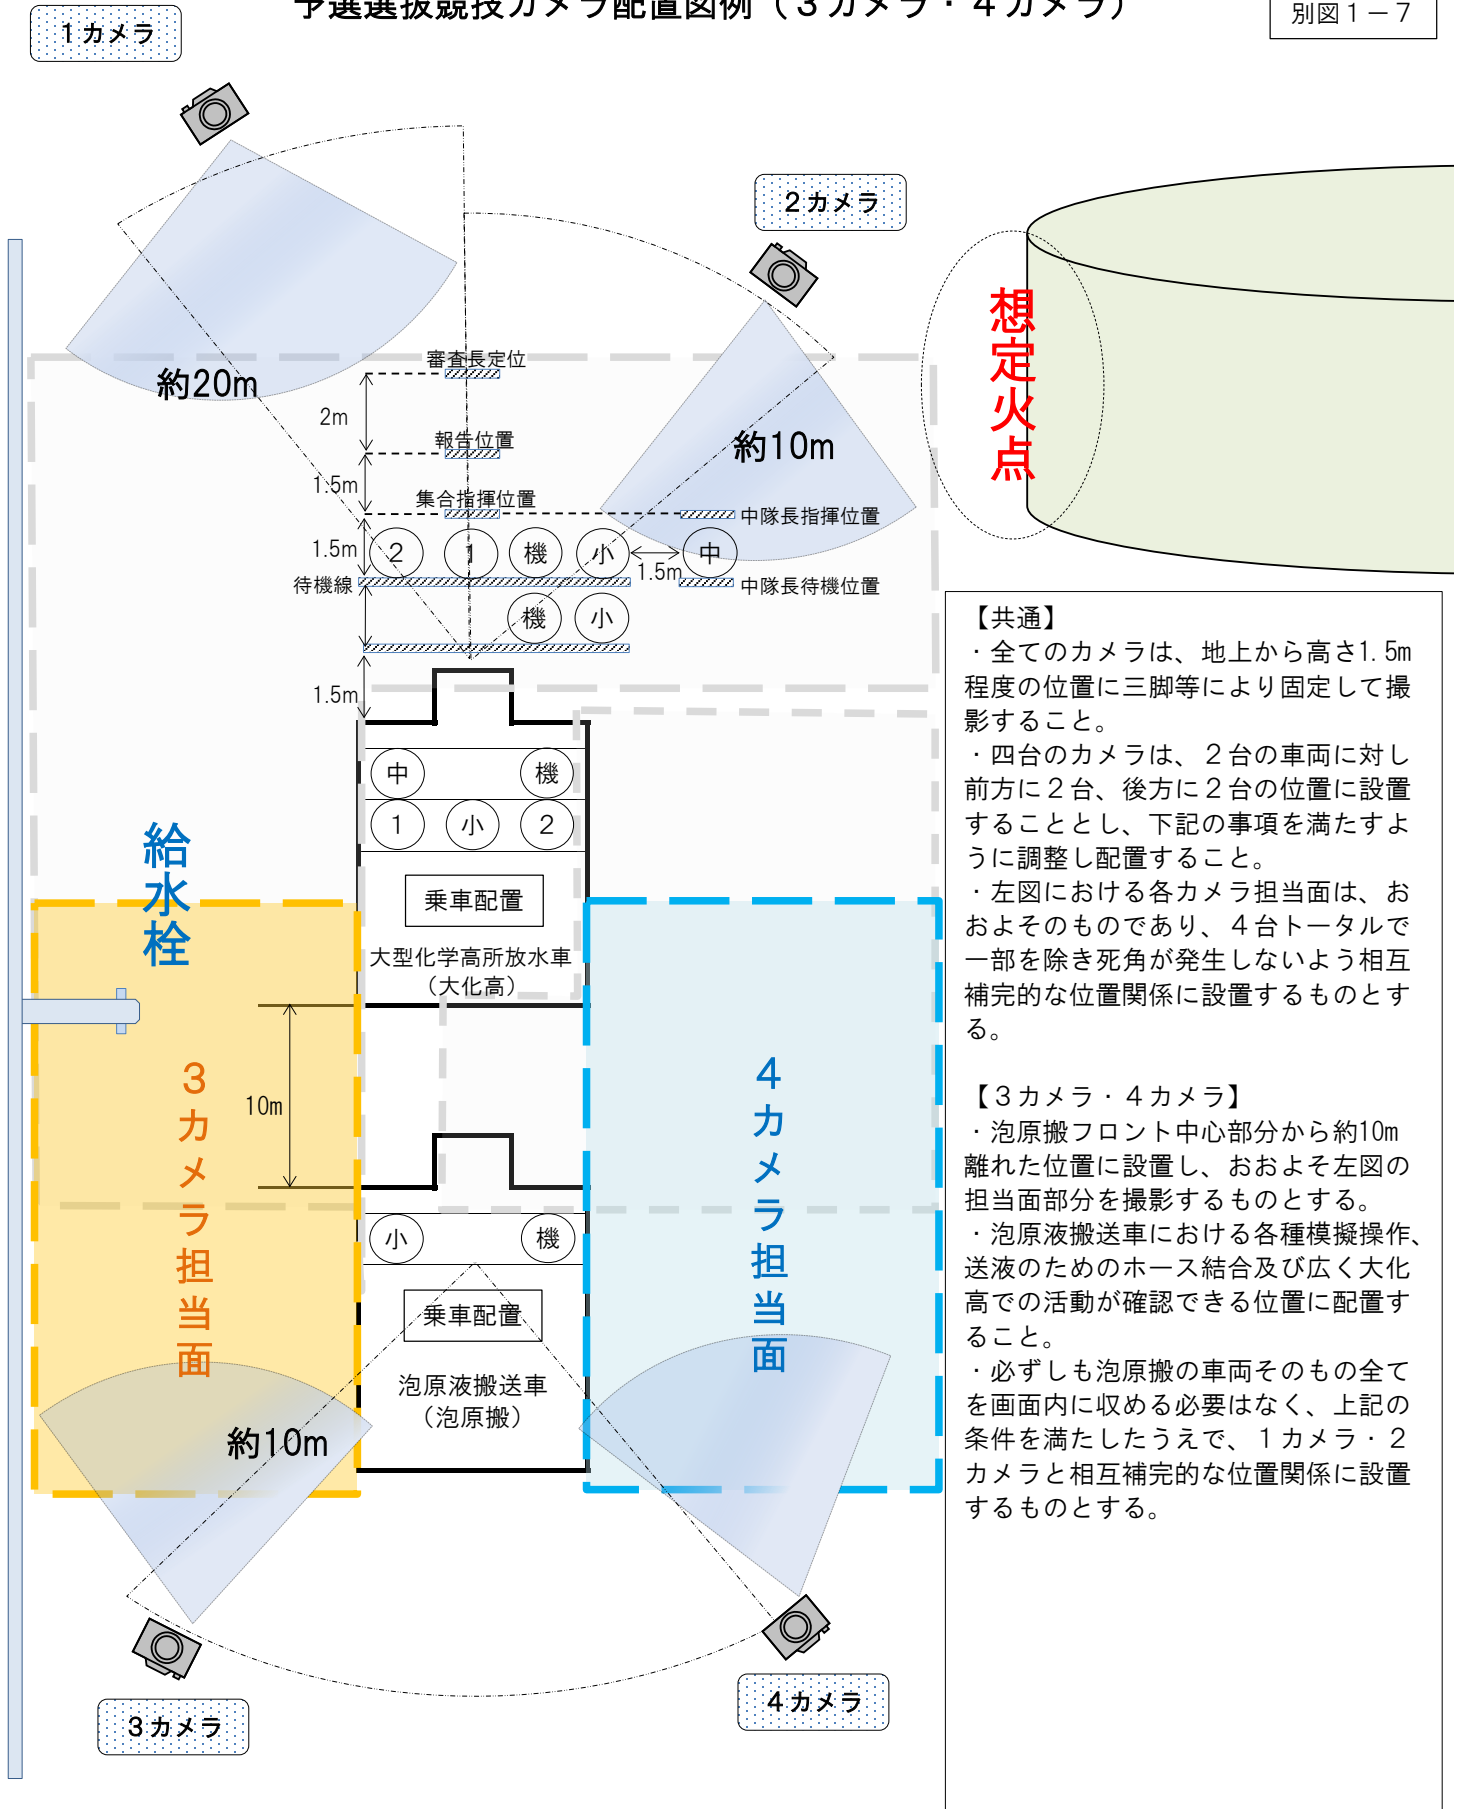 予選選抜競技カメラ配置図例（３カメラ・４カメラ）
別図１－７
１カメラ
２カメラ
想定火点
約20m
審査長定位
2m
報告位置
約10m
1.5m
集合指揮位置
中隊長指揮位置
1.5m
2
1
機
小
1.5m
中
待機線
中隊長待機位置
機
小
1.5m
中
機
1
小
2
乗車配置
大型化学高所放水車
（大化高）
給水栓
10m
３カメラ担当面
４カメラ担当面
小
機
乗車配置
泡原液搬送車
（泡原搬）
約10m
３カメラ
４カメラ
【共通】
・全てのカメラは、地上から高さ1.5m
程度の位置に三脚等により固定して撮
影すること。
・四台のカメラは、２台の車両に対し
前方に２台、後方に２台の位置に設置
することとし、下記の事項を満たすよ
うに調整し配置すること。
・左図における各カメラ担当面は、お
およそのものであり、４台トータルで
一部を除き死角が発生しないよう相互
補完的な位置関係に設置するものとす
る。
【３カメラ・４カメラ】
・泡原搬フロント中心部分から約10m
離れた位置に設置し、おおよそ左図の
担当面部分を撮影するものとする。
・泡原液搬送車における各種模擬操作、
送液のためのホース結合及び広く大化
高での活動が確認できる位置に配置す
ること。
・必ずしも泡原搬の車両そのもの全て
を画面内に収める必要はなく、上記の
条件を満たしたうえで、１カメラ・２
カメラと相互補完的な位置関係に設置
するものとする。